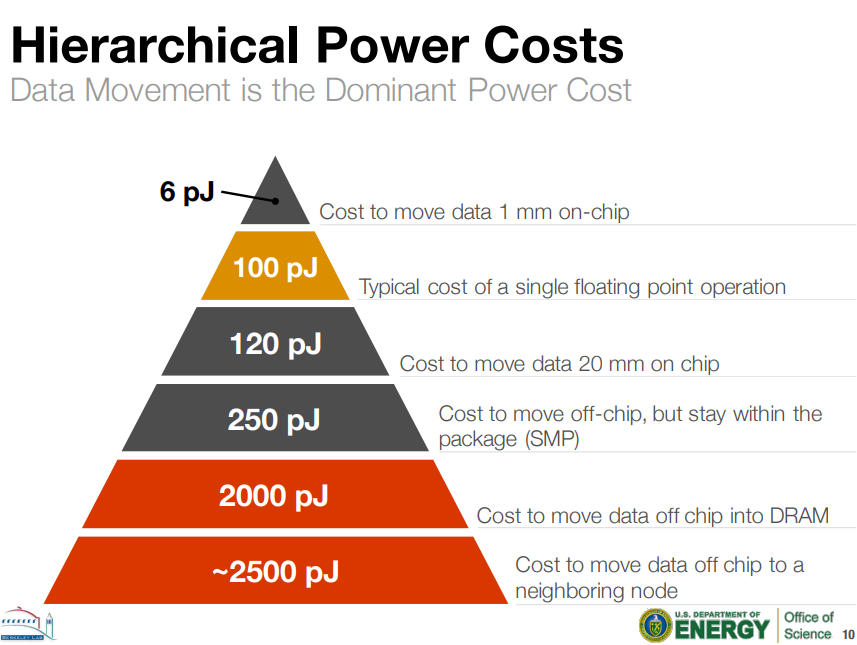 Hierarchical Power Costs
Data Movement is the Dominant Power Cost
6 pJ
Cost to move data 1 mm on-chip
100 pJ
Typical cost of a single floating point operation
120 pJ
Cost to move data 20 mm on chip
250 pJ
Cost to move off-chip, but stay within the
package (SMP)
2000 pJ
Cost to move data off chip into DRAM
~2500 pJ
Cost to move data off chip to a
neighboring node
BERKELEY LAB
U.S. DEPARTMENT OF
ENERGY
Office of
Science
10